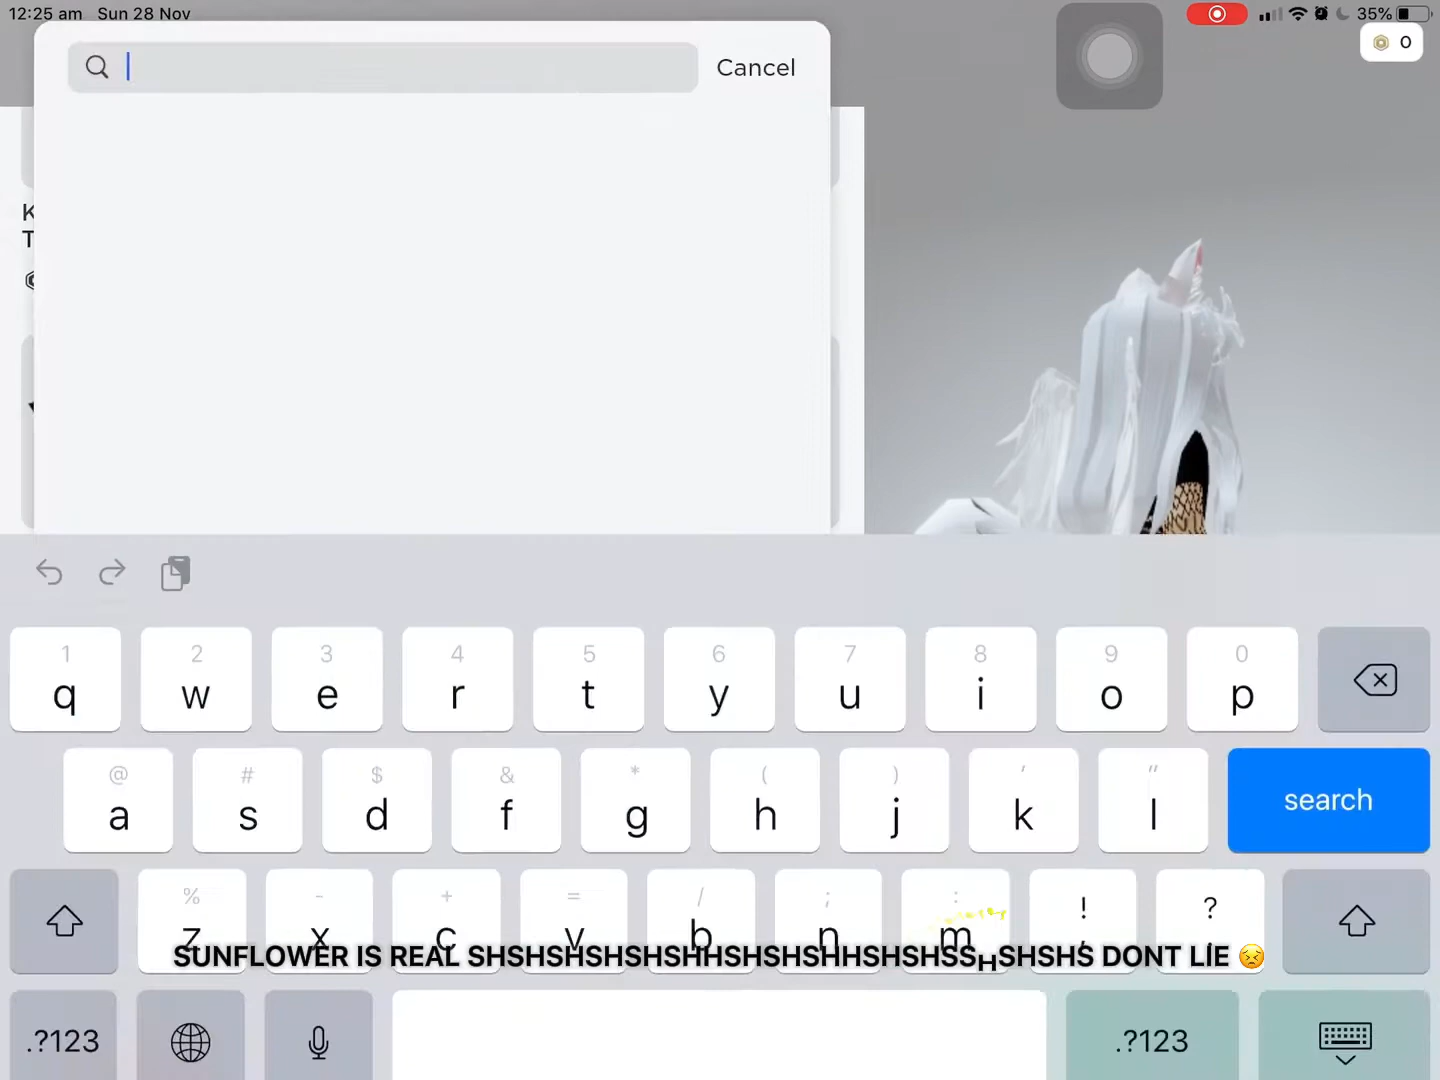 12:25 am Sun 28 Nov
35%
0
Cancel
K
T
1 2 3 4 5 6 7 8 9 0
q w e r t y u i o p
@ # $ & * ( ) ' "
a s d f g h j k l
search
% - + = / ; : ! ?
z x c v b n m , .
SUNFLOWER IS REAL SHSHSHSHSHSHHSHSHSHHSHSHSSHSHSHS DONT LIE 😣
.?123
.?123